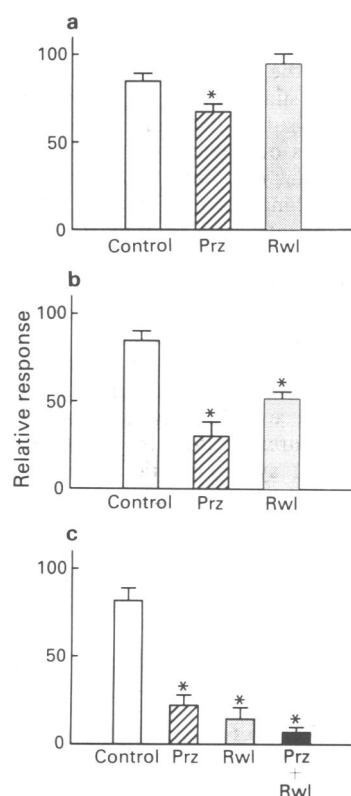 a
100
50
0
*
Control Prz Rwl
b
100
50
0
Relative response
*
*
Control Prz Rwl
c
100
50
0
*
*
*
Control Prz Rwl Prz
+
Rwl